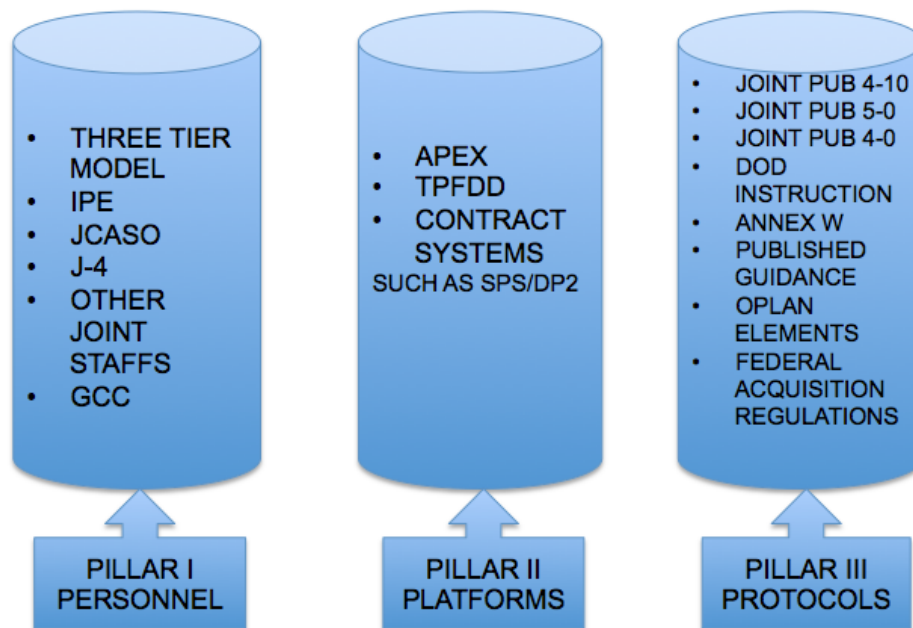 • THREE TIER
MODEL
• IPE
• JCASO
• J-4
• OTHER
JOINT
STAFFS
• GCC
PILLAR I
PERSONNEL
• APEX
• TPFDD
• CONTRACT
SYSTEMS
SUCH AS SPS/DP2
PILLAR II
PLATFORMS
• JOINT PUB 4-10
• JOINT PUB 5-0
• JOINT PUB 4-0
• DOD
INSTRUCTION
• ANNEX W
• PUBLISHED
GUIDANCE
• OPLAN
ELEMENTS
• FEDERAL
ACQUISITION
REGULATIONS
PILLAR III
PROTOCOLS